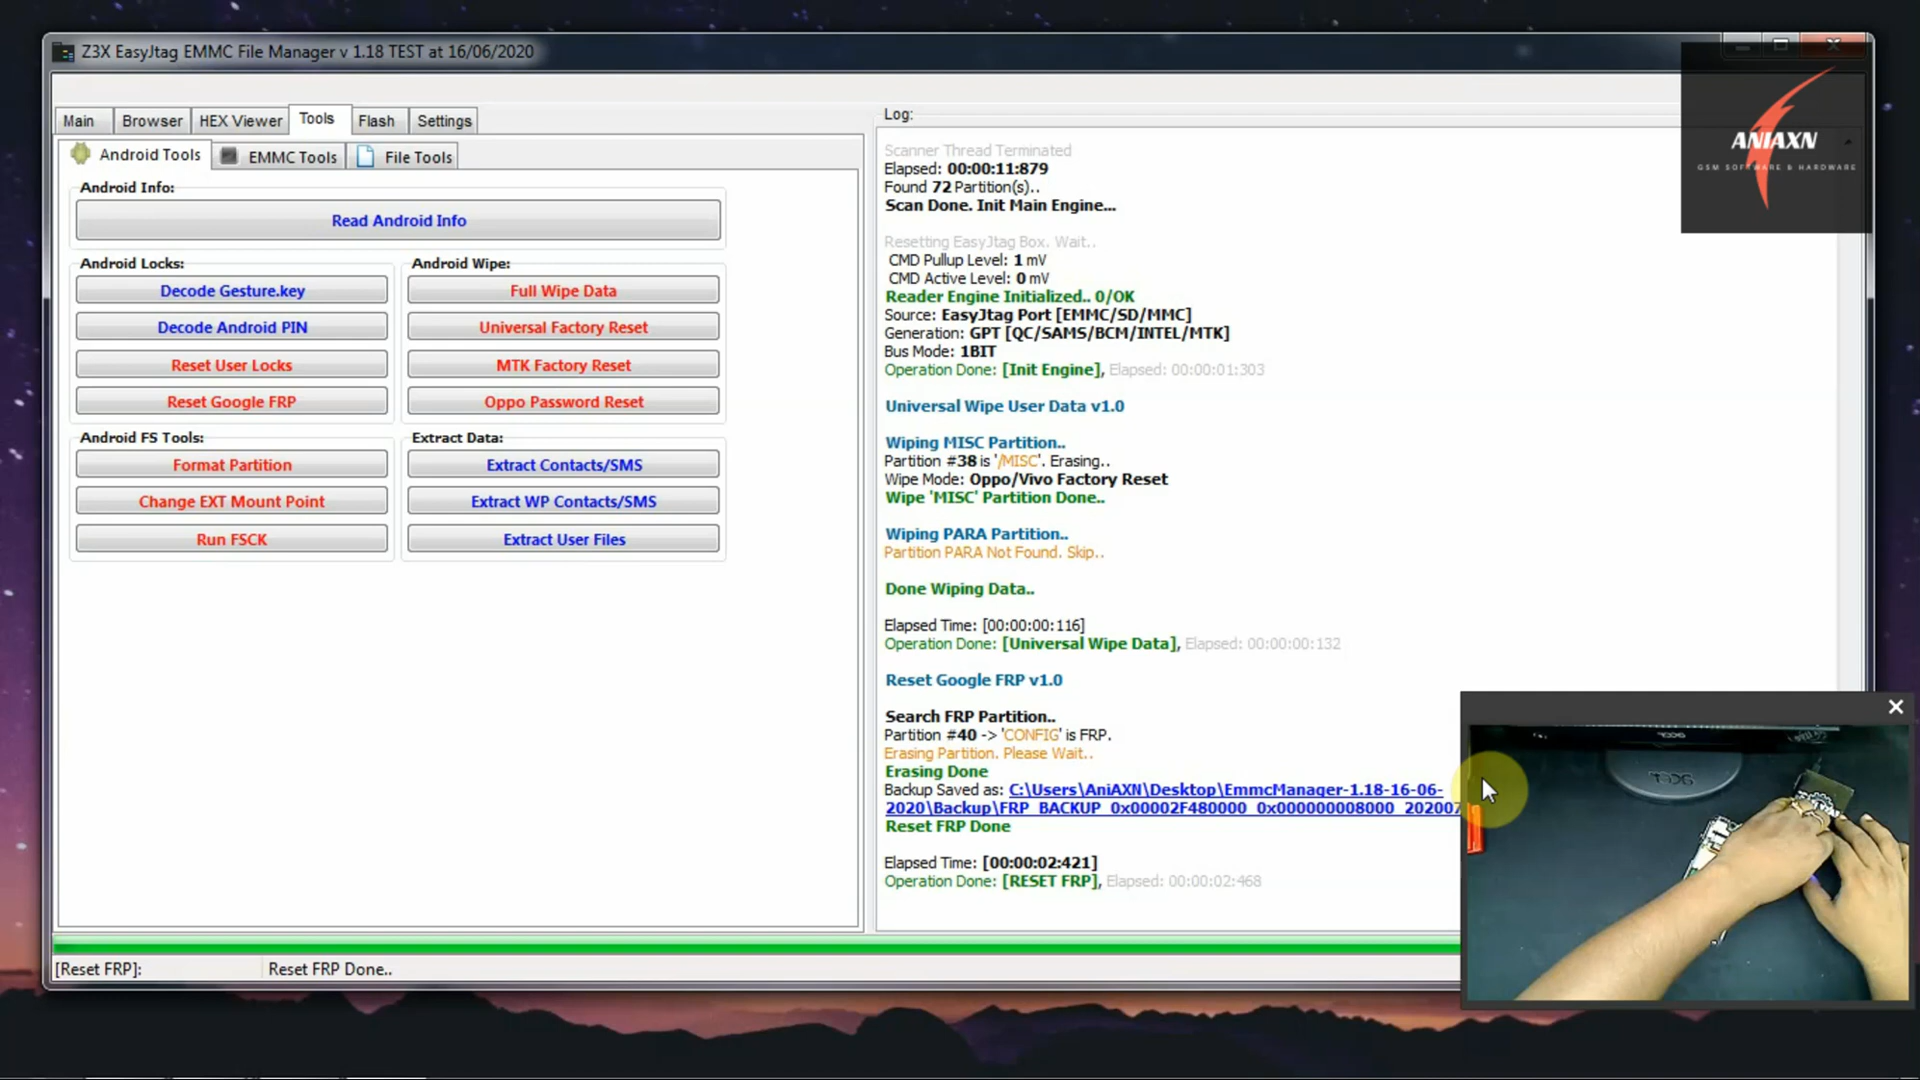 Z3X EasyJtag EMMC File Manager v 1.18 TEST at 16/06/2020
Main
Browser
HEX Viewer
Tools
Flash
Settings
Android Tools
EMMC Tools
File Tools
Android Info:
Read Android Info
Android Locks:
Decode Gesture.key
Decode Android PIN
Reset User Locks
Reset Google FRP
Android Wipe:
Full Wipe Data
Universal Factory Reset
MTK Factory Reset
Oppo Password Reset
Android FS Tools:
Format Partition
Change EXT Mount Point
Run FSCK
Extract Data:
Extract Contacts/SMS
Extract WP Contacts/SMS
Extract User Files
Log:
Scanner Thread Terminated
Elapsed: 00:00:11:879
Found 72 Partition(s)..
Scan Done. Init Main Engine...
Resetting EasyJtag Box. Wait..
CMD Pullup Level: 1 mV
CMD Active Level: 0 mV
Reader Engine Initialized.. 0/OK
Source: EasyJtag Port [EMMC/SD/MMC]
Generation: GPT [QC/SAMS/BCM/INTEL/MTK]
Bus Mode: 1BIT
Operation Done: [Init Engine], Elapsed: 00:00:01:303
Universal Wipe User Data v1.0
Wiping MISC Partition..
Partition #38 is '/MISC'. Erasing..
Wipe Mode: Oppo/Vivo Factory Reset
Wipe 'MISC' Partition Done..
Wiping PARA Partition..
Partition PARA Not Found. Skip..
Done Wiping Data..
Elapsed Time: [00:00:00:116]
Operation Done: [Universal Wipe Data], Elapsed: 00:00:00:132
Reset Google FRP v1.0
Search FRP Partition..
Partition #40 -> 'CONFIG' is FRP.
Erasing Partition. Please Wait..
Erasing Done
Backup Saved as: C:\Users\AniAXN\Desktop\EmmcManager-1.18-16-06-
2020\Backup\FRP_BACKUP_0x00002F480000_0x000000008000_202007
Reset FRP Done
Elapsed Time: [00:00:02:421]
Operation Done: [RESET FRP], Elapsed: 00:00:02:468
[Reset FRP]:
Reset FRP Done..
ANIAXN
GSM SOFTWARE & HARDWARE
acer